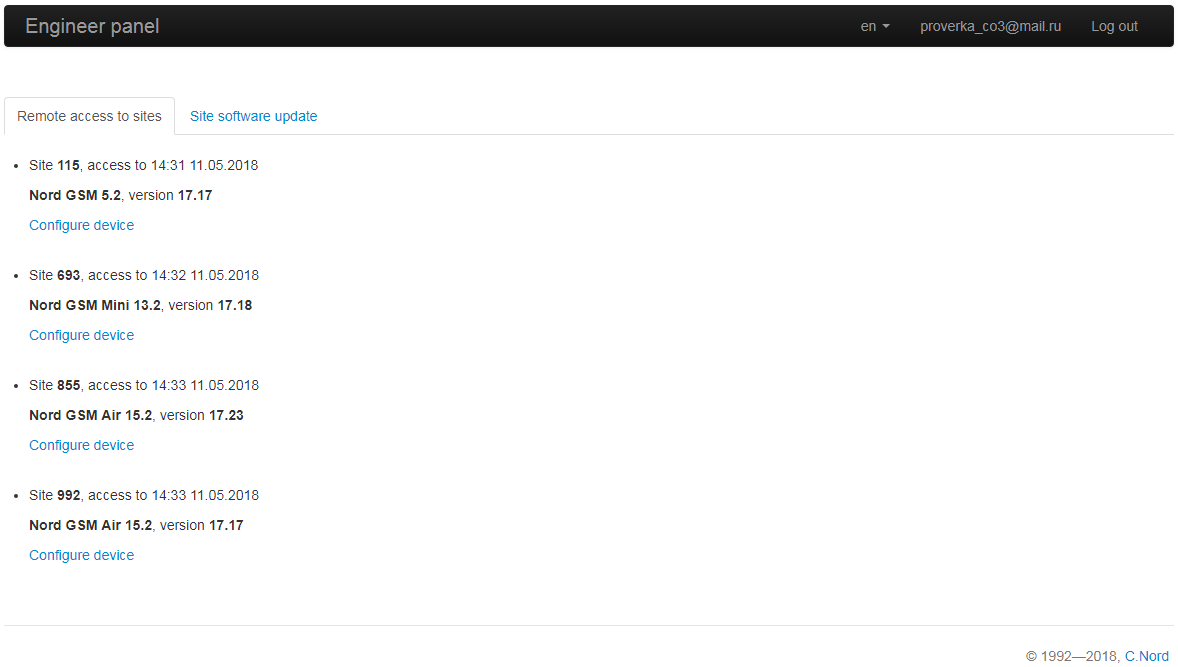 Engineer panel en proverka_co3@mail.ru Log out
Remote access to sites Site software update
Site 115, access to 14:31 11.05.2018
Nord GSM 5.2, version 17.17
Configure device
Site 693, access to 14:32 11.05.2018
Nord GSM Mini 13.2, version 17.18
Configure device
Site 855, access to 14:33 11.05.2018
Nord GSM Air 15.2, version 17.23
Configure device
Site 992, access to 14:33 11.05.2018
Nord GSM Air 15.2, version 17.17
Configure device
© 1992—2018, C.Nord